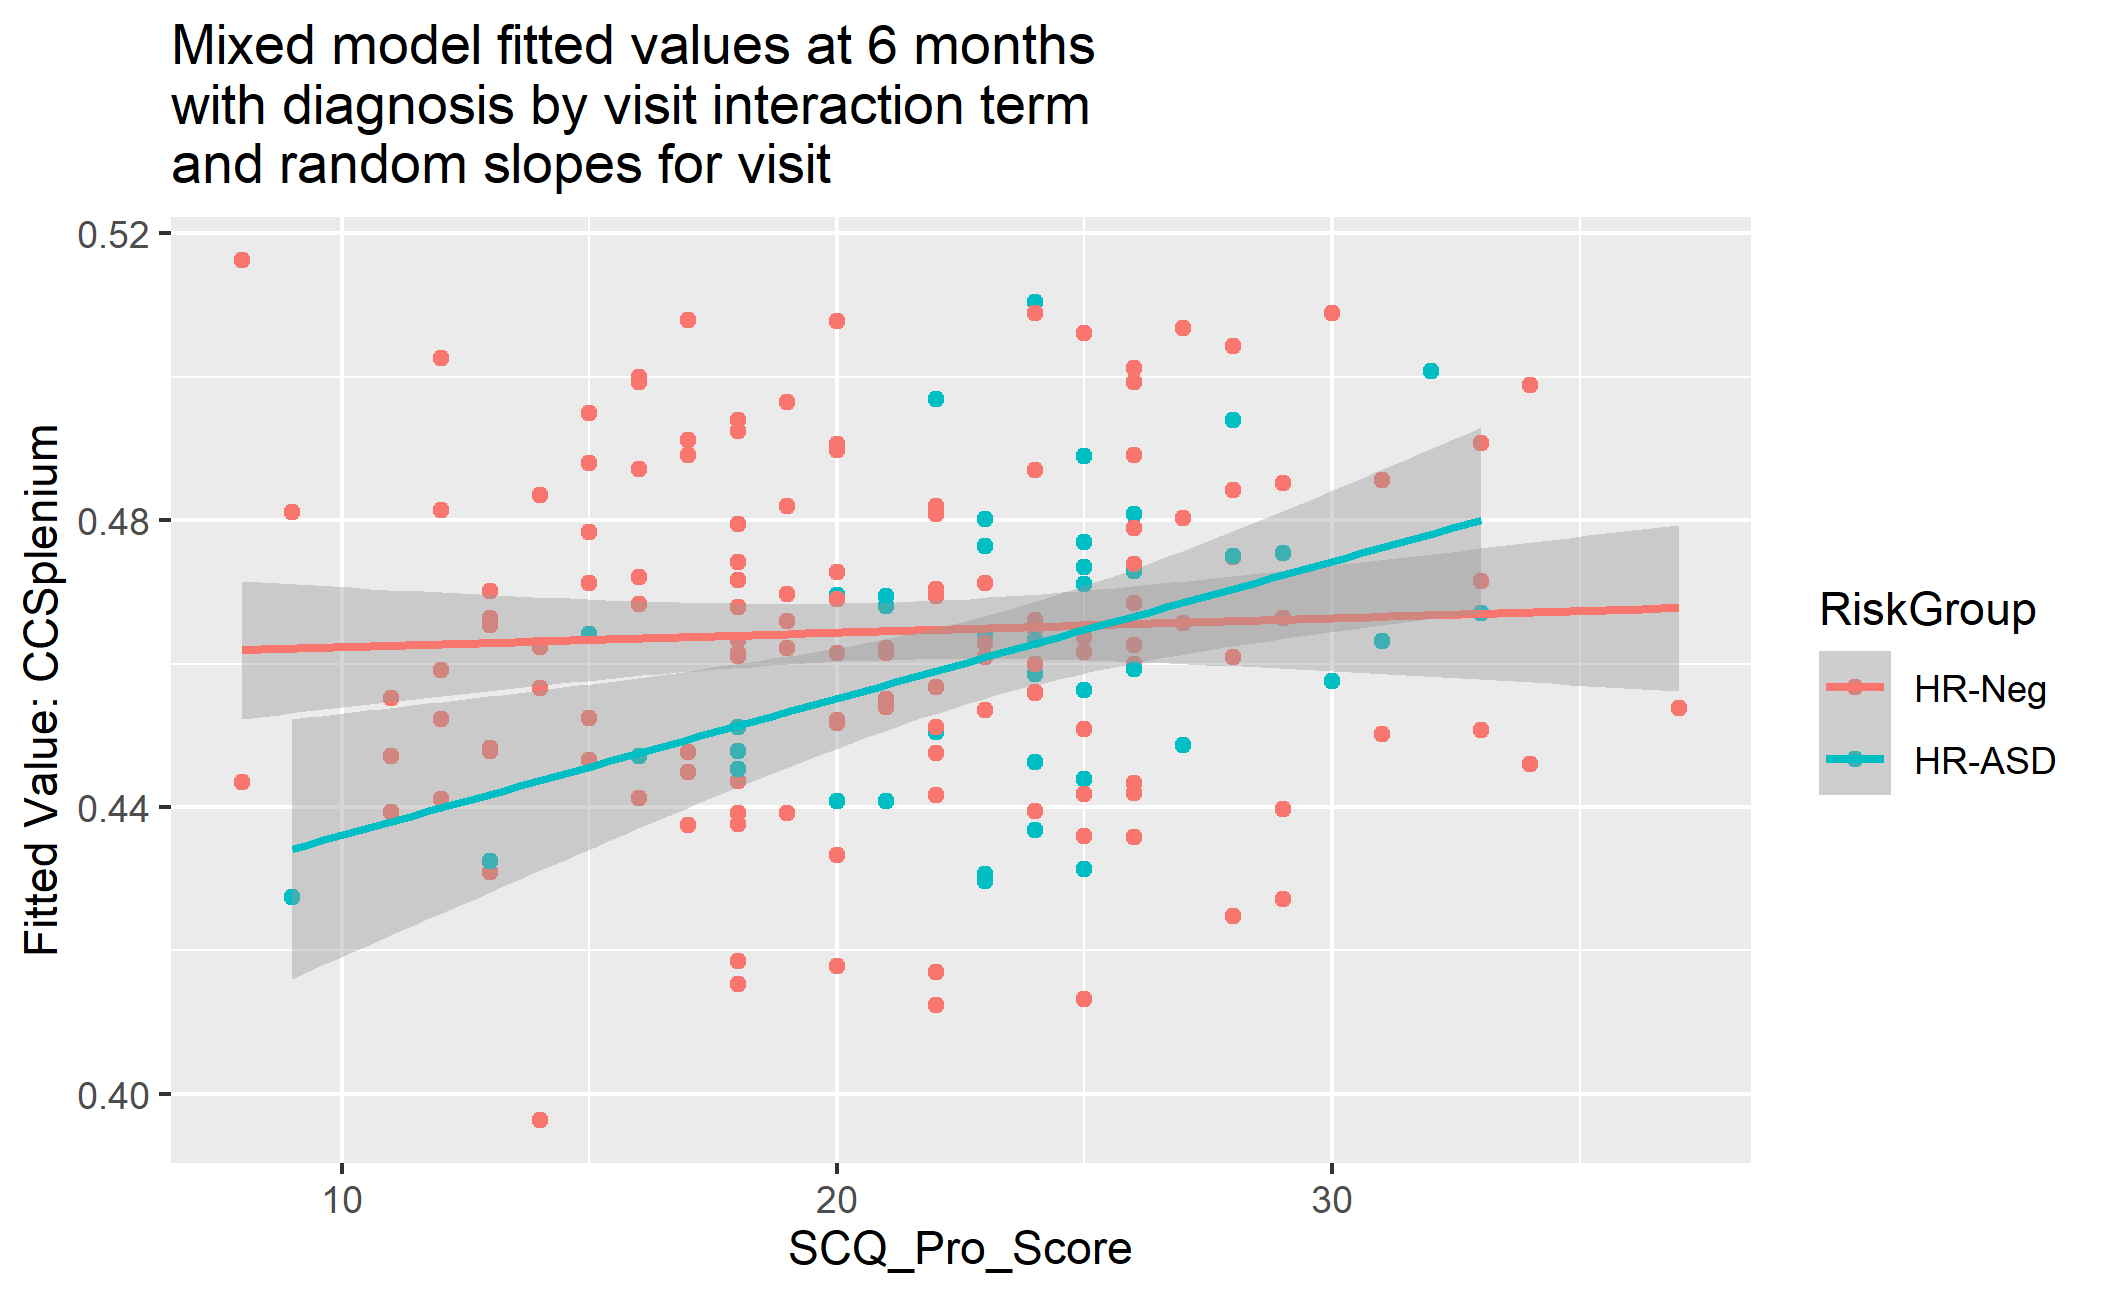 Mixed model fitted values at 6 months
with diagnosis by visit interaction term
and random slopes for visit
Fitted Value: CCSplenium
0.52
0.48
0.44
0.40
10
20
30
SCQ_Pro_Score
RiskGroup
HR-Neg
HR-ASD